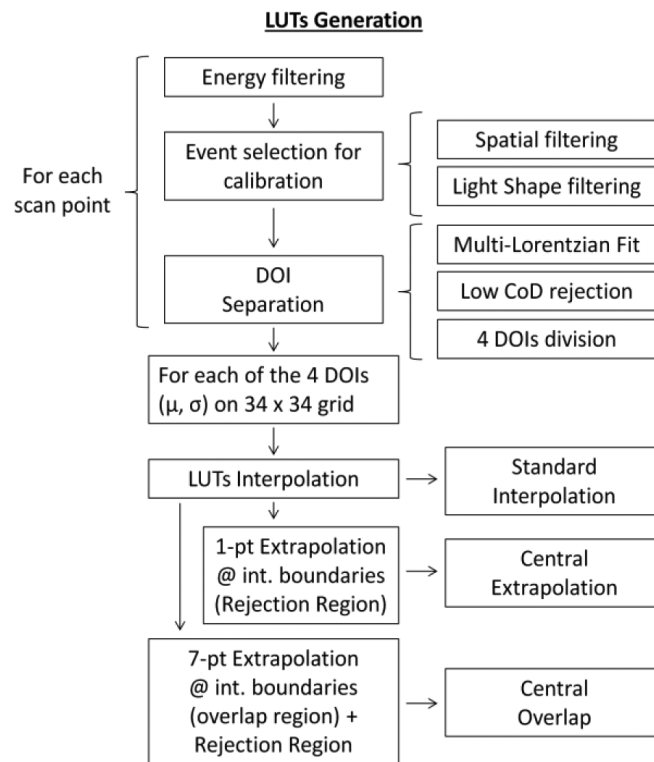 LUTs Generation
Energy filtering
Event selection for
calibration
Spatial filtering
Light Shape filtering
For each
scan point
DOI
Separation
Multi-Lorentzian Fit
Low CoD rejection
4 DOIs division
For each of the 4 DOIs
(μ, σ) on 34 x 34 grid
LUTs Interpolation
Standard
Interpolation
1-pt Extrapolation
@ int. boundaries
(Rejection Region)
Central
Extrapolation
7-pt Extrapolation
@ int. boundaries
(overlap region) +
Rejection Region
Central
Overlap